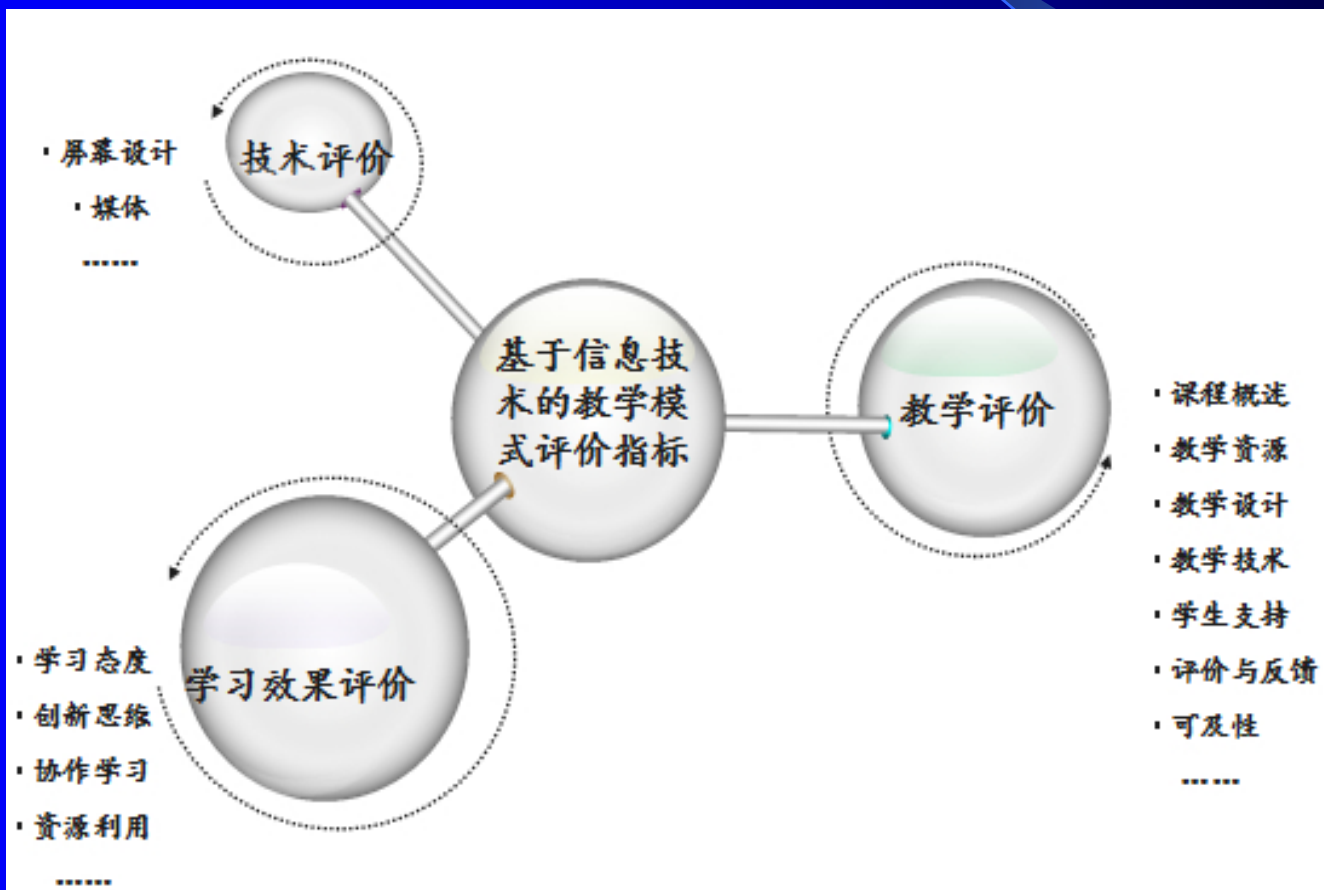 技术评价
· 屏幕设计
· 媒体
……
基于信息技
术的教学模
式评价指标
教学评价
· 课程概述
· 教学资源
· 教学设计
· 教学技术
· 学生支持
· 评价与反馈
· 可及性
……
学习效果评价
· 学习态度
· 创新思维
· 协作学习
· 资源利用
……